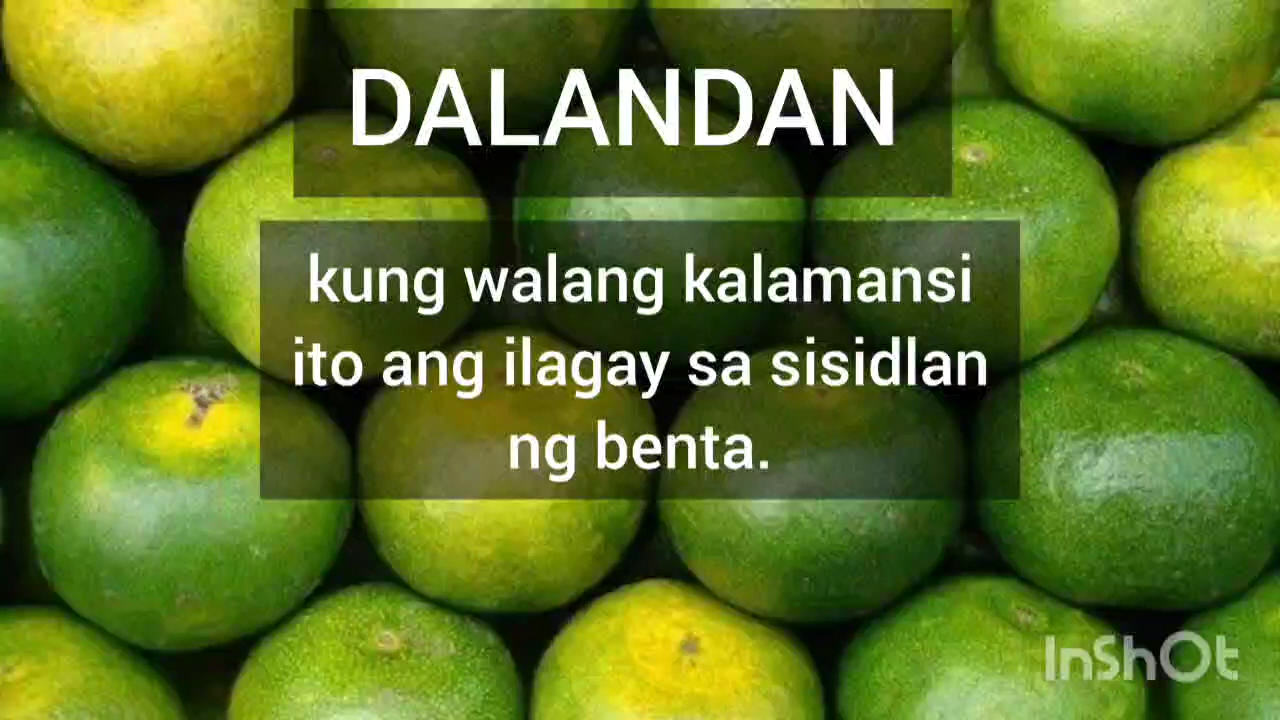 DALANDAN
kung walang kalamansi
ito ang ilagay sa sisidlan
ng benta.
InShOt